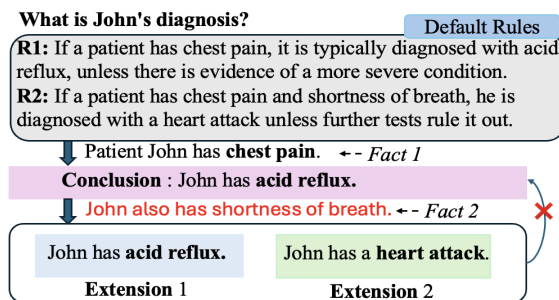 What is John's diagnosis?
Default Rules
R1: If a patient has chest pain, it is typically diagnosed with acid
reflux, unless there is evidence of a more severe condition.
R2: If a patient has chest pain and shortness of breath, he is
diagnosed with a heart attack unless further tests rule it out.
Patient John has chest pain. Fact 1
Conclusion : John has acid reflux.
John also has shortness of breath. Fact 2
John has acid reflux. John has a heart attack.
Extension 1 Extension 2